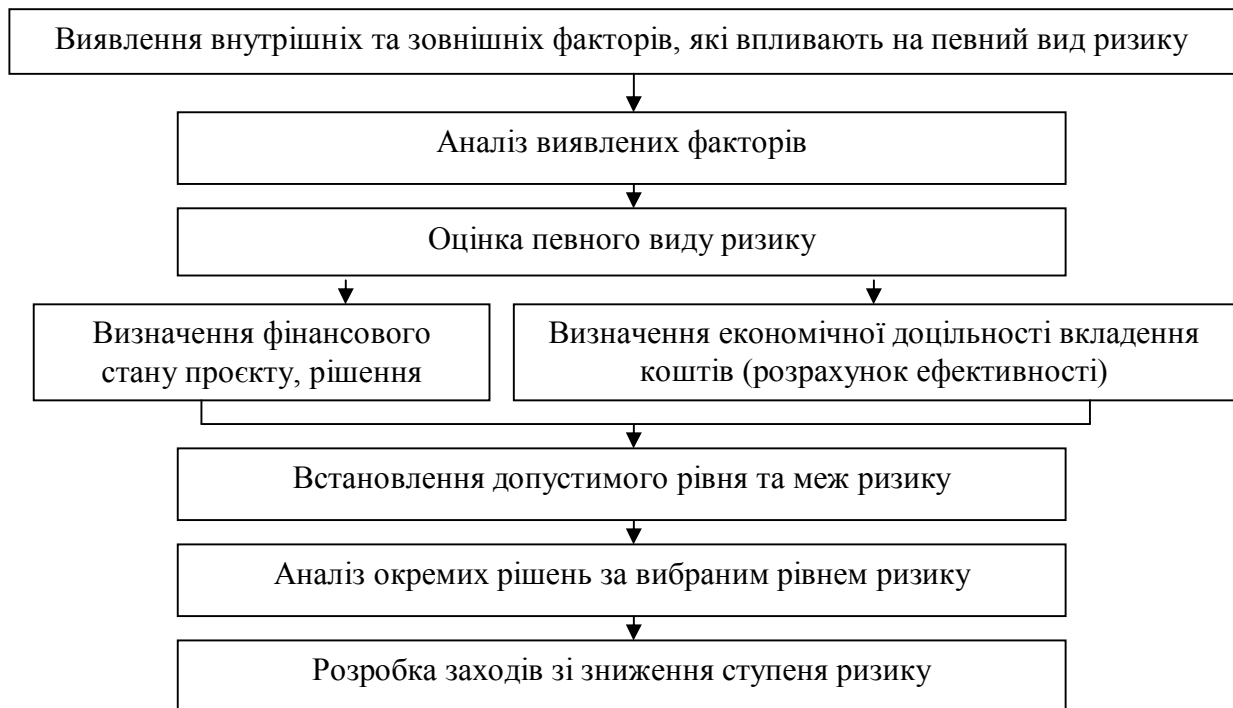 Виявлення внутрішніх та зовнішніх факторів, які впливають на певний вид ризику
Аналіз виявлених факторів
Оцінка певного виду ризику
Визначення фінансового
стану проєкту, рішення
Визначення економічної доцільності вкладення
коштів (розрахунок ефективності)
Встановлення допустимого рівня та меж ризику
Аналіз окремих рішень за вибраним рівнем ризику
Розробка заходів зі зниження ступеня ризику